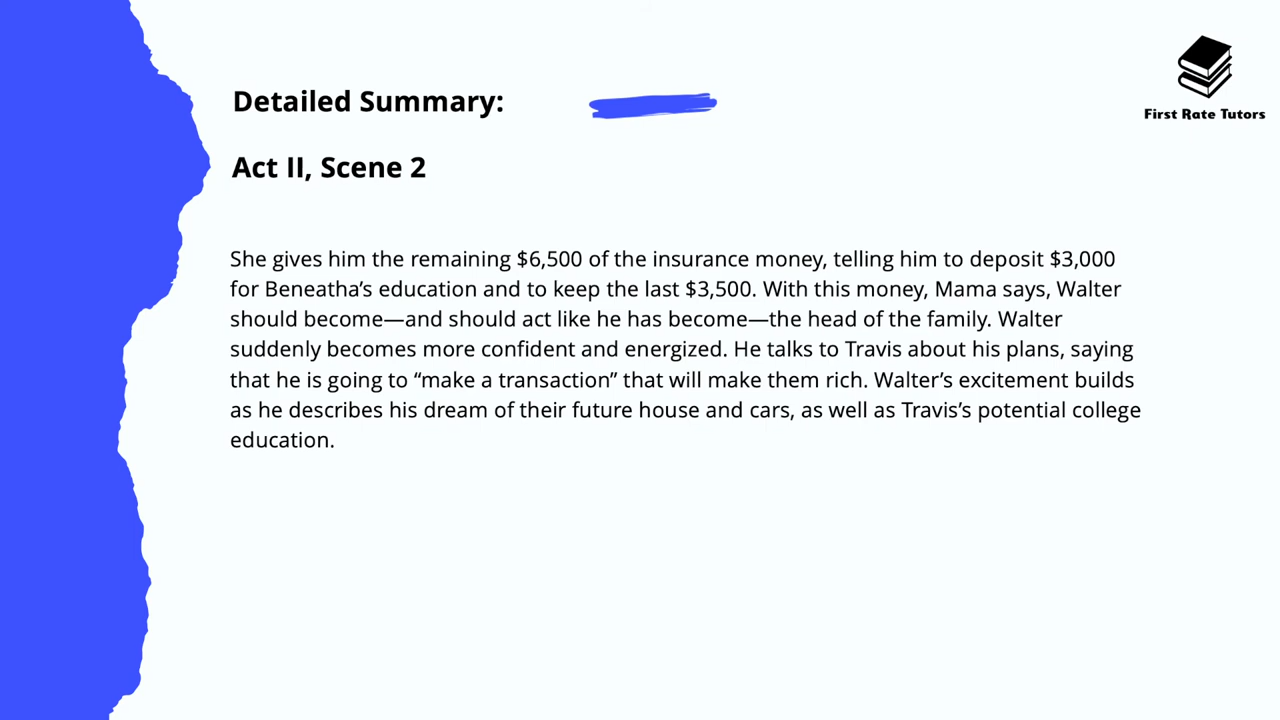 First Rate Tutors
Detailed Summary:
Act II, Scene 2
She gives him the remaining $6,500 of the insurance money, telling him to deposit $3,000
for Beneatha’s education and to keep the last $3,500. With this money, Mama says, Walter
should become—and should act like he has become—the head of the family. Walter
suddenly becomes more confident and energized. He talks to Travis about his plans, saying
that he is going to “make a transaction” that will make them rich. Walter’s excitement builds
as he describes his dream of their future house and cars, as well as Travis’s potential college
education.